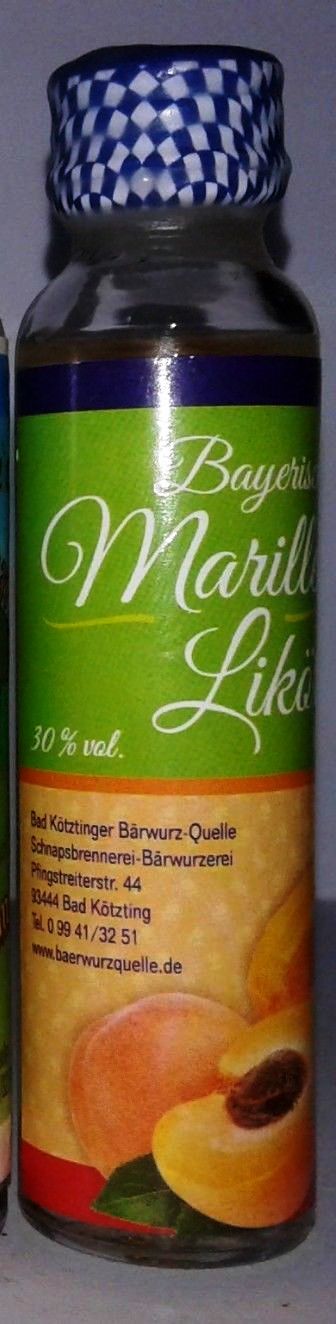 Bayeris
Marill
Likö
30 % vol.
Bad Kötztinger Bärwurz-Quelle
Schnapsbrennerei-Bärwurzerei
Pfingstreiterstr. 44
93444 Bad Kötzting
Tel. 0 99 41/32 51
www.baerwurzquelle.de